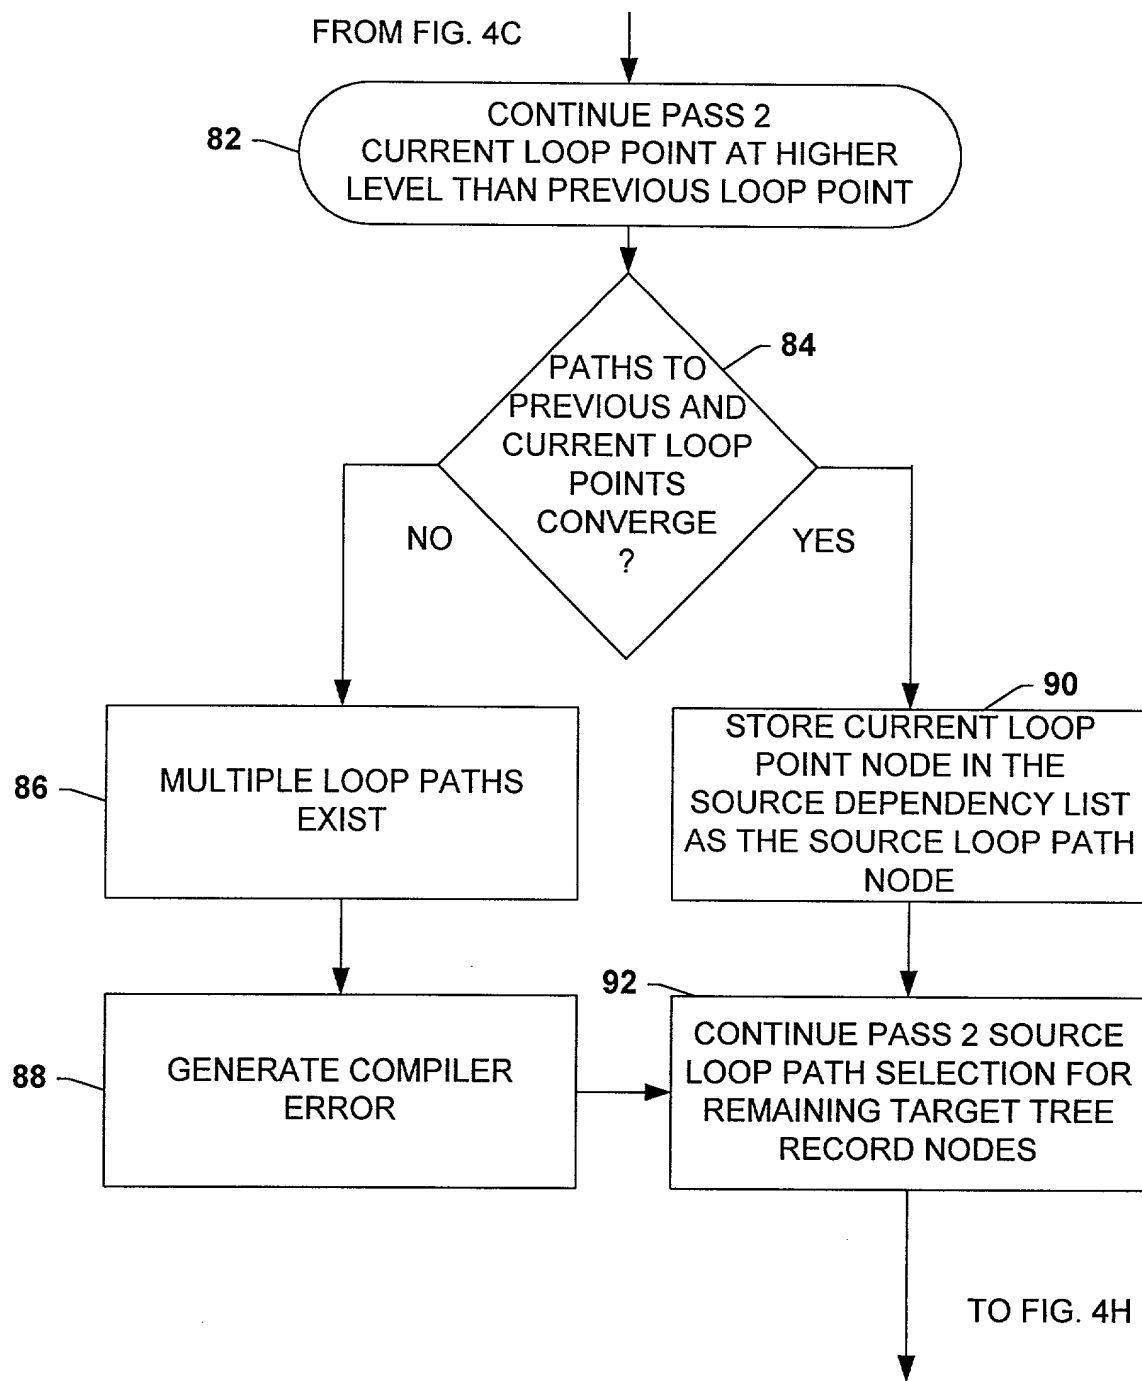 FROM FIG. 4C
82
CONTINUE PASS 2
CURRENT LOOP POINT AT HIGHER
LEVEL THAN PREVIOUS LOOP POINT
84
PATHS TO
PREVIOUS AND
CURRENT LOOP
POINTS
CONVERGE
?
NO
YES
86
MULTIPLE LOOP PATHS
EXIST
90
STORE CURRENT LOOP
POINT NODE IN THE
SOURCE DEPENDENCY LIST
AS THE SOURCE LOOP PATH
NODE
88
GENERATE COMPILER
ERROR
92
CONTINUE PASS 2 SOURCE
LOOP PATH SELECTION FOR
REMAINING TARGET TREE
RECORD NODES
TO FIG. 4H